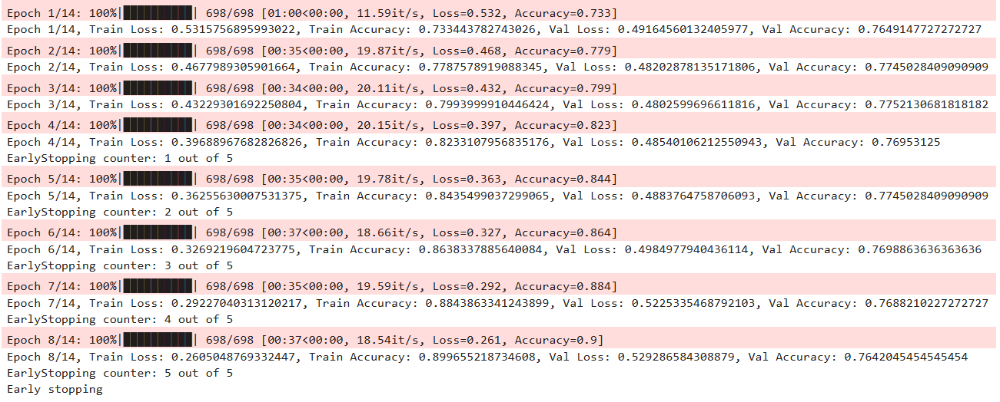 Epoch 1/14: 100%|██████████| 698/698 [01:00<00:00, 11.59it/s, Loss=0.532, Accuracy=0.733]
Epoch 1/14, Train Loss: 0.5315756895993022, Train Accuracy: 0.733443782743026, Val Loss: 0.49164560132405977, Val Accuracy: 0.7649147727272727
Epoch 2/14: 100%|██████████| 698/698 [00:35<00:00, 19.87it/s, Loss=0.468, Accuracy=0.779]
Epoch 2/14, Train Loss: 0.4677989305901664, Train Accuracy: 0.7787578919088345, Val Loss: 0.48202878135171806, Val Accuracy: 0.7745028409090909
Epoch 3/14: 100%|██████████| 698/698 [00:34<00:00, 20.11it/s, Loss=0.432, Accuracy=0.799]
Epoch 3/14, Train Loss: 0.43229301692250804, Train Accuracy: 0.7993999910446424, Val Loss: 0.4802599696611816, Val Accuracy: 0.7752130681818182
Epoch 4/14: 100%|██████████| 698/698 [00:34<00:00, 20.15it/s, Loss=0.397, Accuracy=0.823]
Epoch 4/14, Train Loss: 0.39688967682826826, Train Accuracy: 0.8233107956835176, Val Loss: 0.48540106212550943, Val Accuracy: 0.76953125
EarlyStopping counter: 1 out of 5
Epoch 5/14: 100%|██████████| 698/698 [00:35<00:00, 19.78it/s, Loss=0.363, Accuracy=0.844]
Epoch 5/14, Train Loss: 0.36255630007531375, Train Accuracy: 0.8435499037299065, Val Loss: 0.4883764758706093, Val Accuracy: 0.7745028409090909
EarlyStopping counter: 2 out of 5
Epoch 6/14: 100%|██████████| 698/698 [00:37<00:00, 18.66it/s, Loss=0.327, Accuracy=0.864]
Epoch 6/14, Train Loss: 0.3269219604723775, Train Accuracy: 0.8638337885640084, Val Loss: 0.4984977940436114, Val Accuracy: 0.7698863636363636
EarlyStopping counter: 3 out of 5
Epoch 7/14: 100%|██████████| 698/698 [00:35<00:00, 19.59it/s, Loss=0.292, Accuracy=0.884]
Epoch 7/14, Train Loss: 0.29227040313120217, Train Accuracy: 0.8843863341243899, Val Loss: 0.5225335468792103, Val Accuracy: 0.7688210227272727
EarlyStopping counter: 4 out of 5
Epoch 8/14: 100%|██████████| 698/698 [00:37<00:00, 18.54it/s, Loss=0.261, Accuracy=0.9]
Epoch 8/14, Train Loss: 0.2605048769332447, Train Accuracy: 0.899655218734608, Val Loss: 0.529286584308879, Val Accuracy: 0.7642045454545454
EarlyStopping counter: 5 out of 5
Early stopping